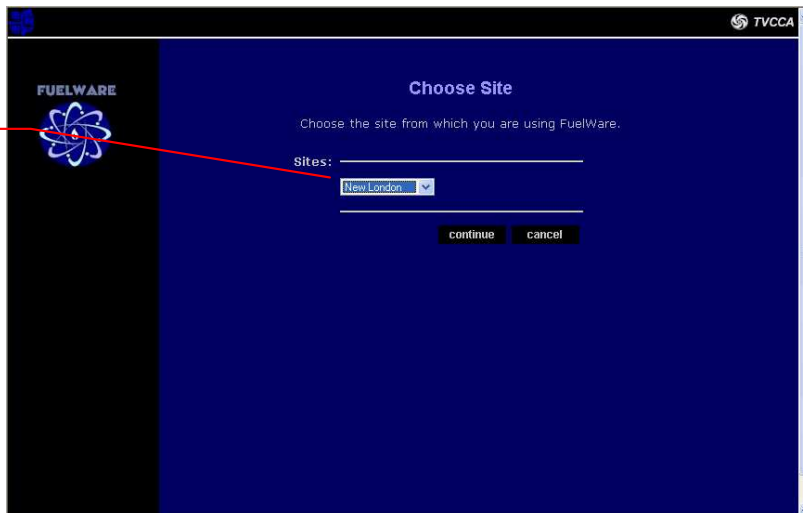 TVCCA
FUELWARE
Choose Site
Choose the site from which you are using FuelWare.
Sites:
New London
continue cancel